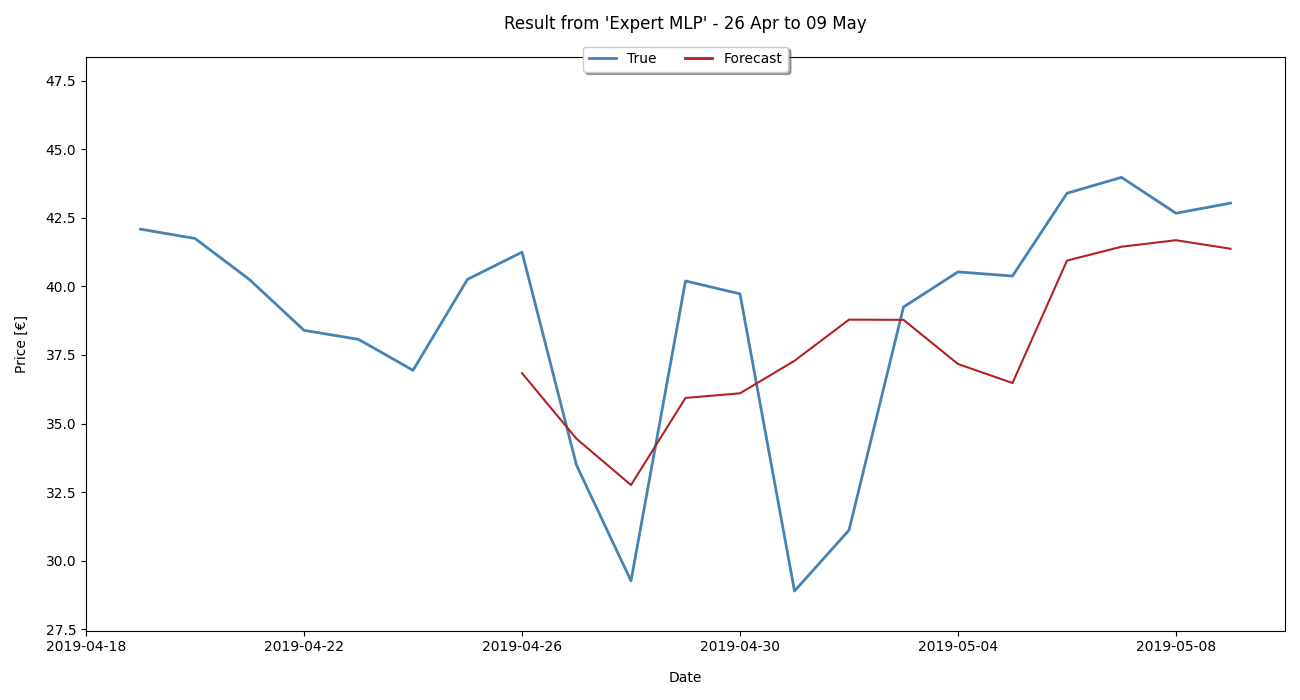 Result from 'Expert MLP' - 26 Apr to 09 May
True Forecast
47.5
45.0
42.5
40.0
37.5
35.0
32.5
30.0
27.5
Price [€]
2019-04-18 2019-04-22 2019-04-26 2019-04-30 2019-05-04 2019-05-08
Date